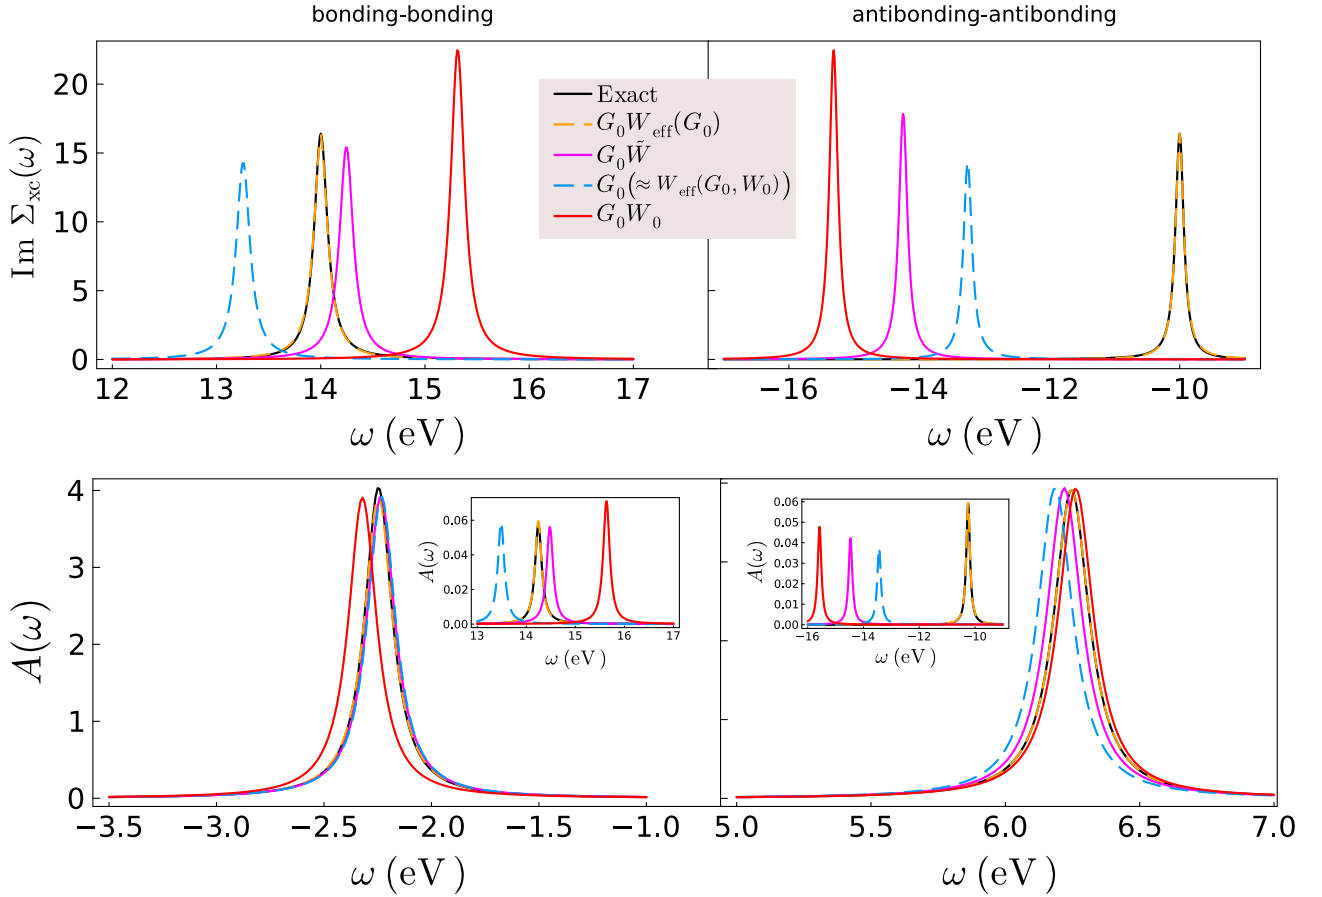 bonding-bonding
antibonding-antibonding
Im Σxc(ω)
20
15
10
5
0
12 13 14 15 16 17
ω (eV)
−16 −14 −12 −10
ω (eV)
Exact
G₀W_eff(G₀)
G₀W̃
G₀(≈ W_eff(G₀, W₀))
G₀W₀
A(ω)
4
3
2
1
0
−3.5 −3.0 −2.5 −2.0 −1.5 −1.0
ω (eV)
A(ω)
0.06
0.04
0.02
0.00
13 14 15 16 17
ω (eV)
A(ω)
0.06
0.05
0.04
0.03
0.02
0.01
0.00
−16 −14 −12 −10
ω (eV)
5.0 5.5 6.0 6.5 7.0
ω (eV)